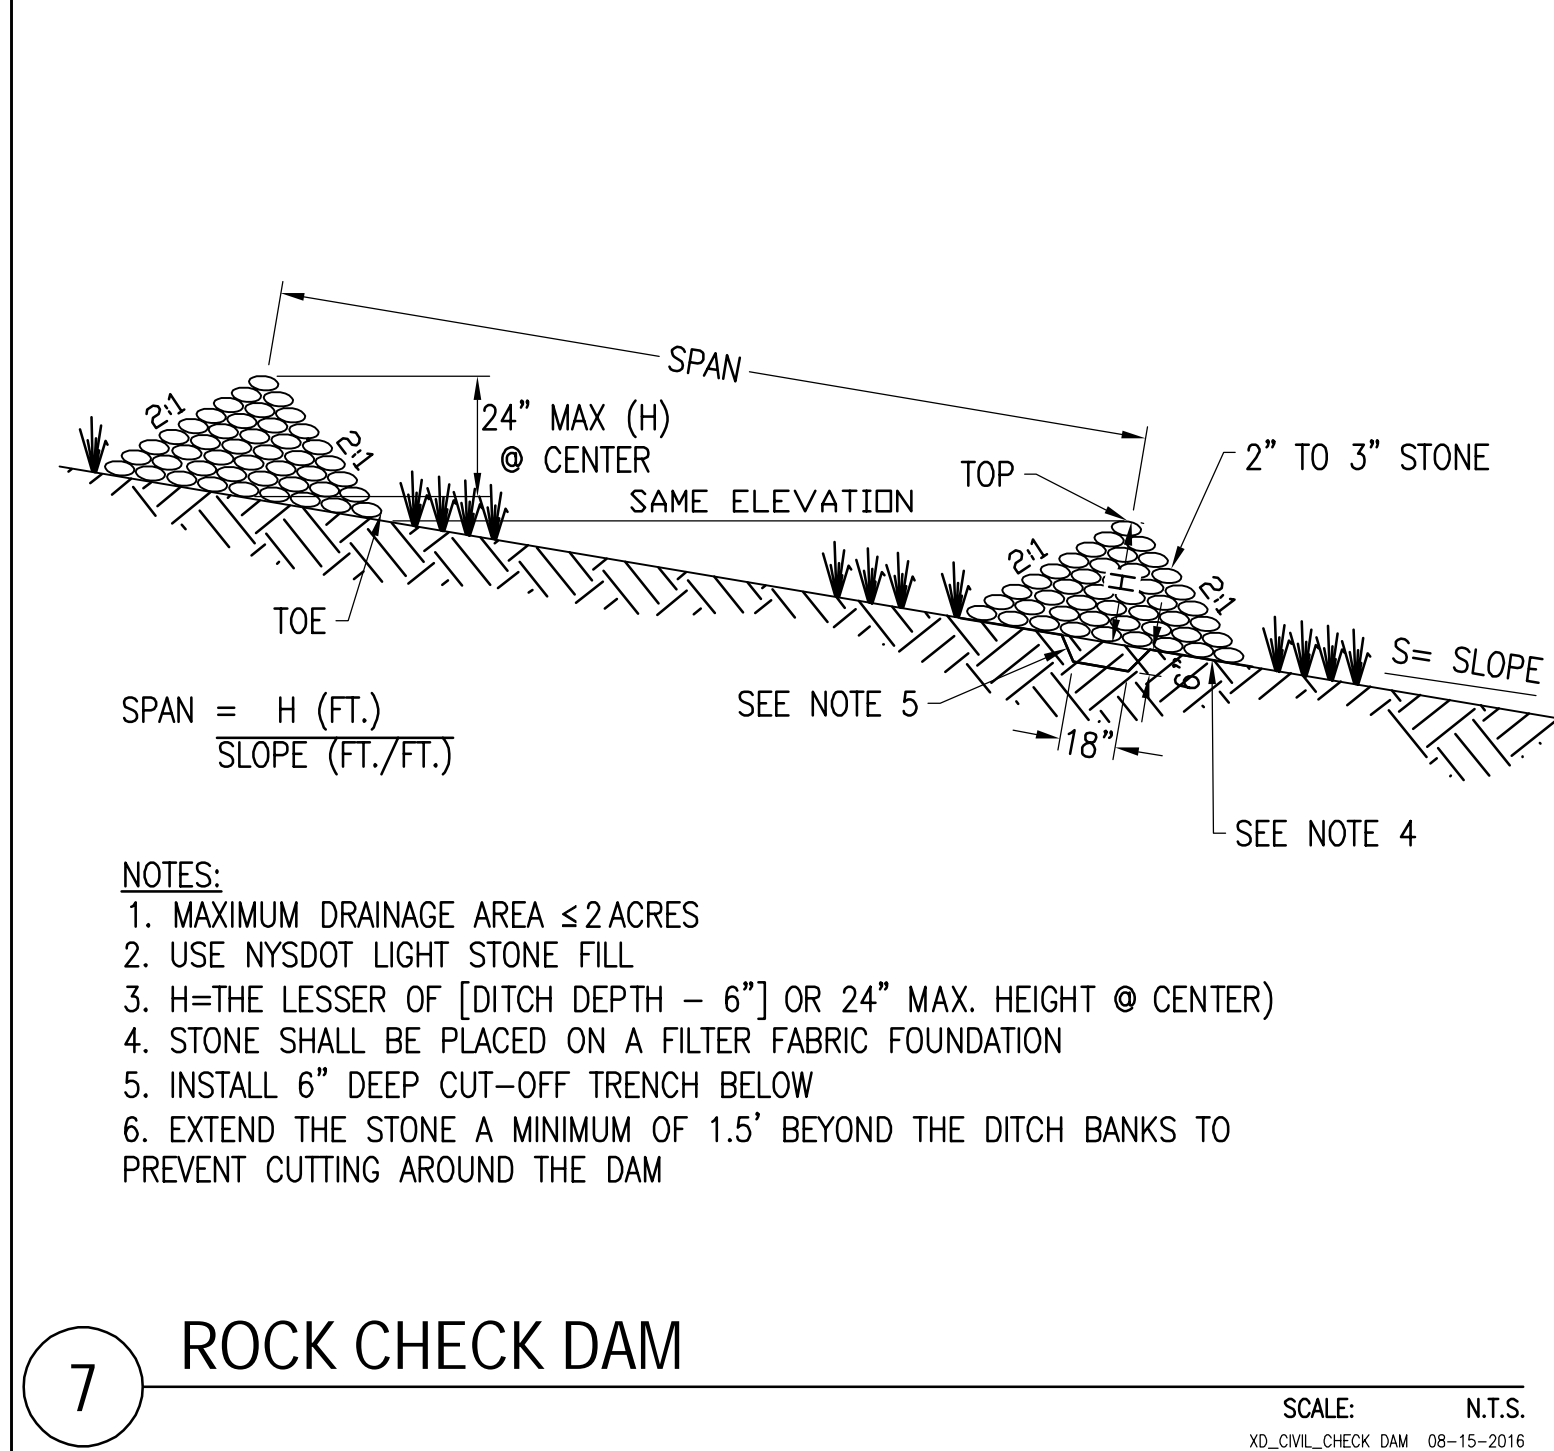 SPAN
2:1
2:1
24" MAX (H)
@ CENTER
SAME ELEVATION
TOP
2" TO 3" STONE
2:1
H
2:1
TOE
S= SLOPE
6"
SEE NOTE 5
18"
SEE NOTE 4
SPAN = H (FT.)
SLOPE (FT./FT.)
NOTES:
1. MAXIMUM DRAINAGE AREA ≤ 2 ACRES
2. USE NYSDOT LIGHT STONE FILL
3. H=THE LESSER OF [DITCH DEPTH – 6"] OR 24" MAX. HEIGHT @ CENTER)
4. STONE SHALL BE PLACED ON A FILTER FABRIC FOUNDATION
5. INSTALL 6" DEEP CUT–OFF TRENCH BELOW
6. EXTEND THE STONE A MINIMUM OF 1.5' BEYOND THE DITCH BANKS TO
PREVENT CUTTING AROUND THE DAM
7
ROCK CHECK DAM
SCALE: N.T.S.
XD_CIVIL_CHECK DAM 08–15–2016